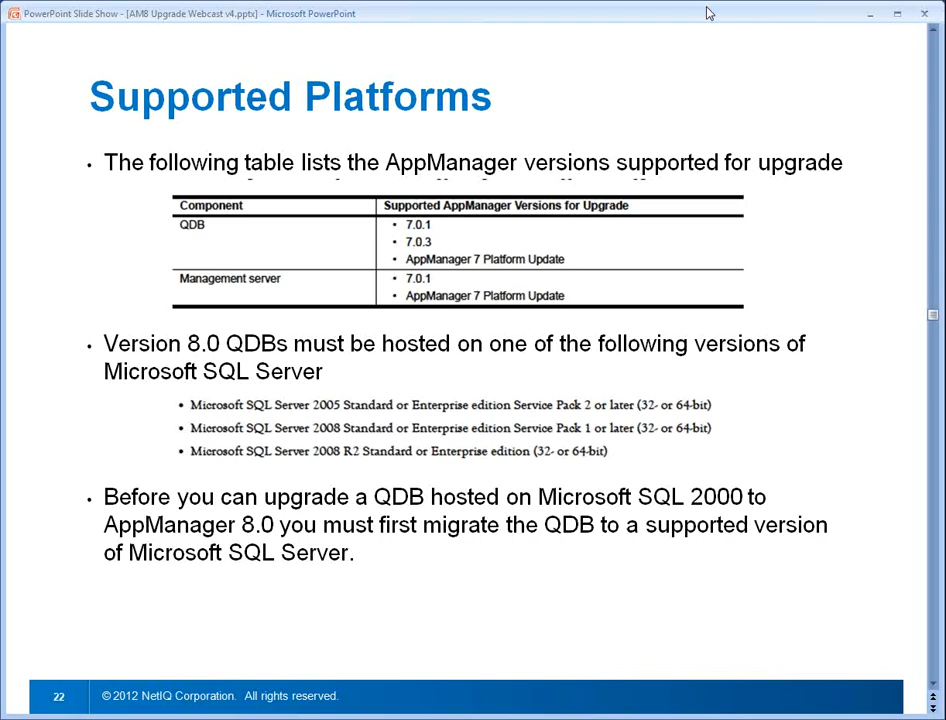 PowerPoint Slide Show - [AM8 Upgrade Webcast v4.pptx] - Microsoft PowerPoint
Supported Platforms
• The following table lists the AppManager versions supported for upgrade
Component Supported AppManager Versions for Upgrade
QDB • 7.0.1
• 7.0.3
• AppManager 7 Platform Update
Management server • 7.0.1
• AppManager 7 Platform Update
• Version 8.0 QDBs must be hosted on one of the following versions of
Microsoft SQL Server
• Microsoft SQL Server 2005 Standard or Enterprise edition Service Pack 2 or later (32- or 64-bit)
• Microsoft SQL Server 2008 Standard or Enterprise edition Service Pack 1 or later (32- or 64-bit)
• Microsoft SQL Server 2008 R2 Standard or Enterprise edition (32- or 64-bit)
• Before you can upgrade a QDB hosted on Microsoft SQL 2000 to
AppManager 8.0 you must first migrate the QDB to a supported version
of Microsoft SQL Server.
22 © 2012 NetIQ Corporation. All rights reserved.